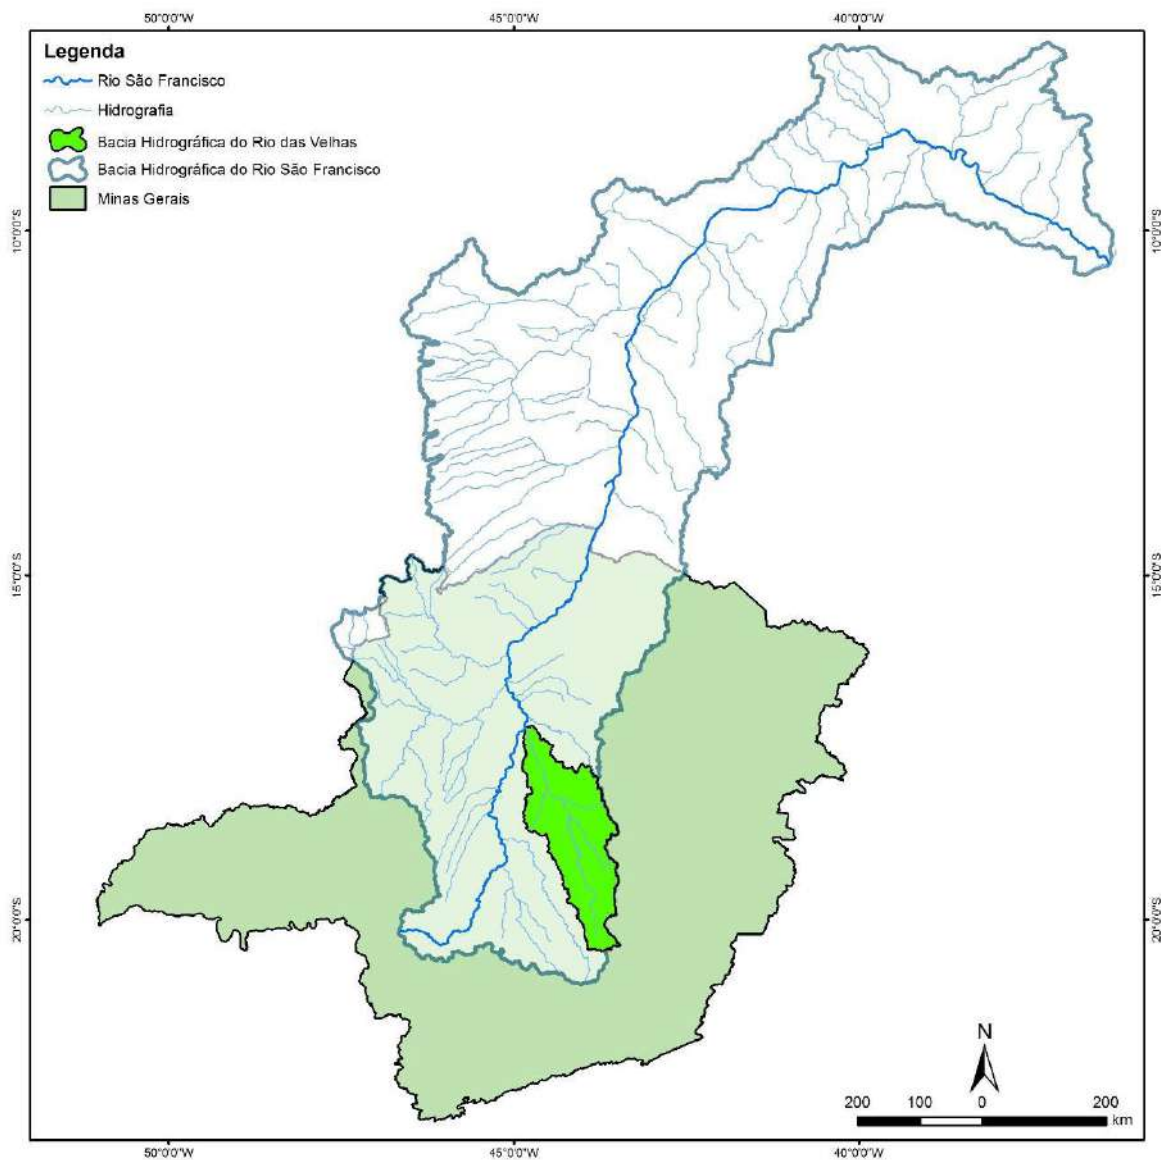 50°0'0"W 45°0'0"W 40°0'0"W
Legenda
Rio São Francisco
Hidrografia
Bacia Hidrográfica do Rio das Velhas
Bacia Hidrográfica do Rio São Francisco
Minas Gerais
10°0'0"S 10°0'0"S
15°0'0"S 15°0'0"S
20°0'0"S 20°0'0"S
N
200 100 0 200
km
50°0'0"W 45°0'0"W 40°0'0"W